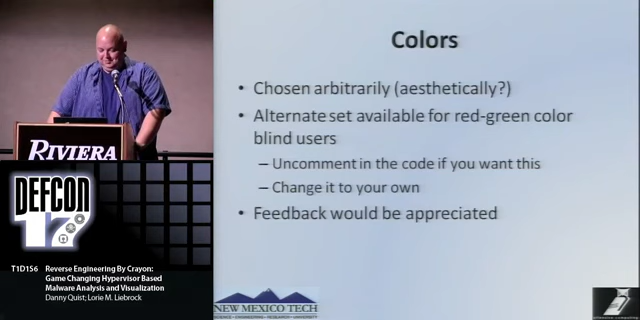 Colors
• Chosen arbitrarily (aesthetically?)
• Alternate set available for red-green color
blind users
– Uncomment in the code if you want this
– Change it to your own
• Feedback would be appreciated
RIVIERA
DEFCON
17
T1D1S6 Reverse Engineering By Crayon:
Game Changing Hypervisor Based
Malware Analysis and Visualization
Danny Quist; Lorie M. Liebrock
NEW MEXICO TECH